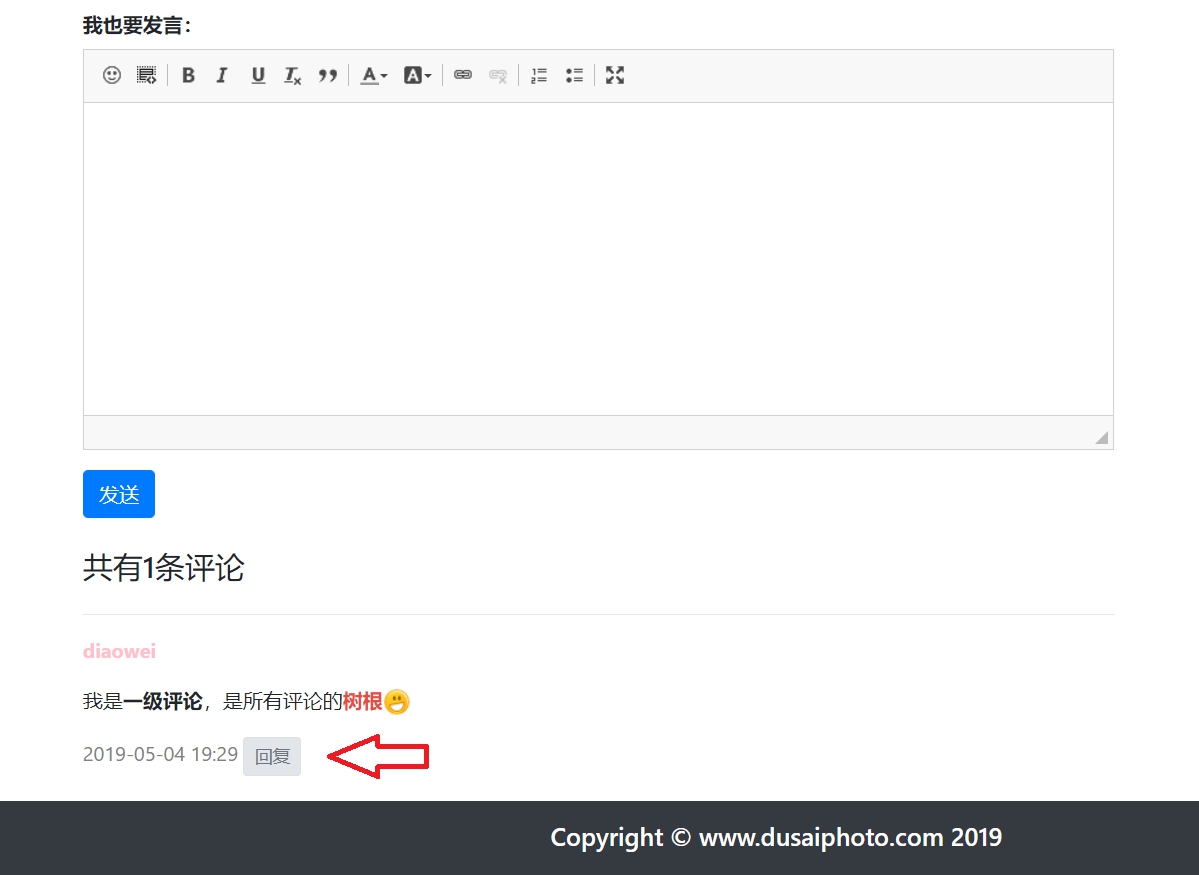 我也要发言：
发送
共有1条评论
diaowei
我是一级评论，是所有评论的树根
2019-05-04 19:29 回复
Copyright © www.dusaiphoto.com 2019